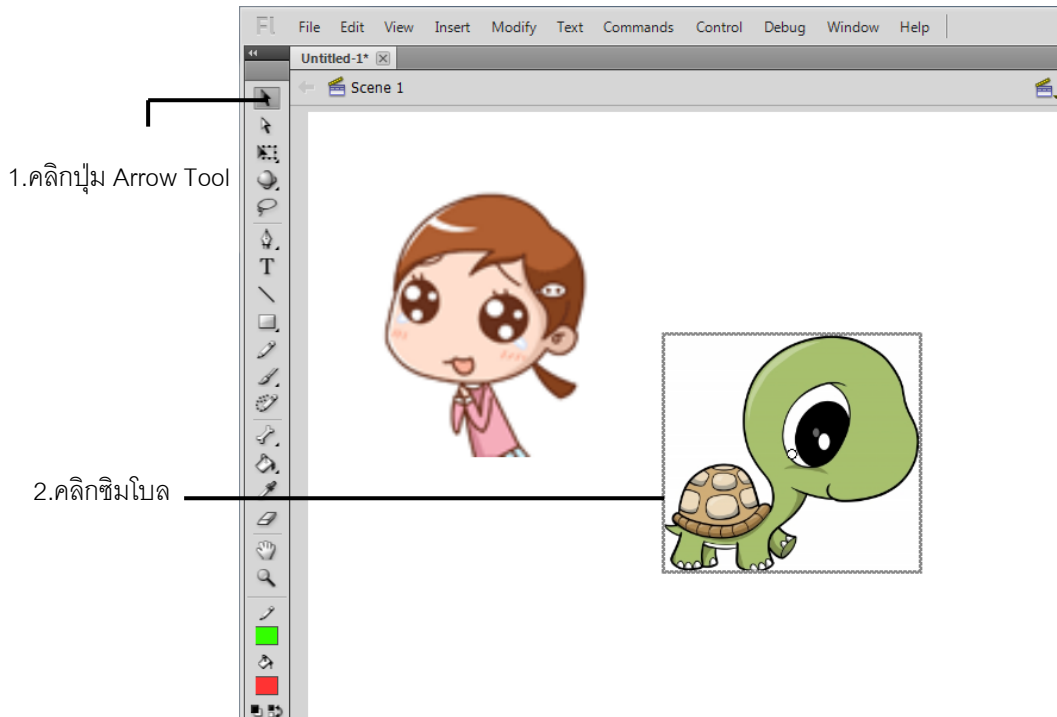 Fl File Edit View Insert Modify Text Commands Control Debug Window Help
Untitled-1*
Scene 1
1.คลิกปุ่ม Arrow Tool
T
2.คลิกซิมโบล